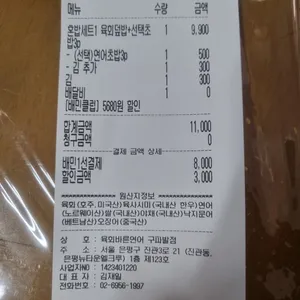 메뉴 수량 금액
혼밥세트1 육회덮밥+선택초 1 9,900
밥3p
- (선택)연어초밥3p 1 500
- 김 추가 1 300
김 1 300
배달비 1 0
[배민클럽] 5680원 할인
합계금액 11,000
청구금액 0
결제 금액 상세
배민1선결제 8,000
할인금액 3,000
원산지정보
육회(호주,미국산)육사시미(국내산 한우)연어
(노르웨이산)쌀(국내산)야채(국내산)낙지문어
(베트남산)오징어(중국산)
상 호 : 육회바른연어 구파발점
주 소 : 서울 은평구 진관3로 21 (진관동,
은평뉴타운엘크루) 1층 제123호
사업자NO : 1423401220
대 표 자 : 김재일
전화번호 : 02-6956-1997